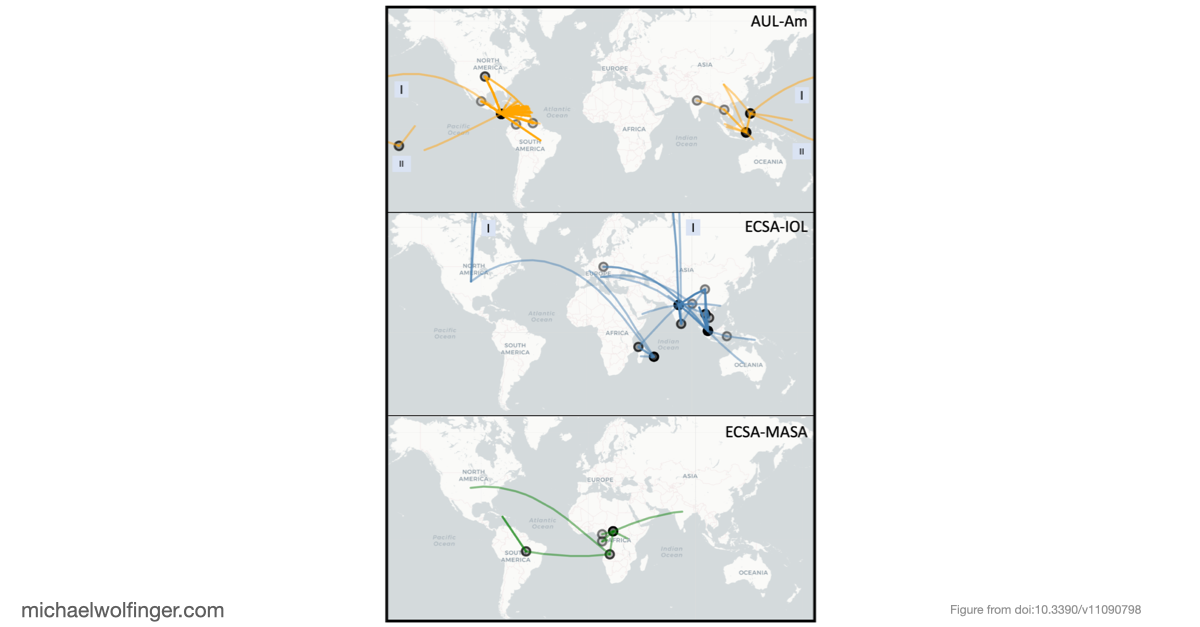 AUL-Am
NORTH
AMERICA
EUROPE
ASIA
I
I
Atlantic
Ocean
Pacific
Ocean
AFRICA
Indian
Ocean
SOUTH
AMERICA
II
II
OCEANIA
I
I
ECSA-IOL
NORTH
AMERICA
EUROPE
ASIA
Atlantic
Ocean
Pacific
Ocean
AFRICA
Indian
Ocean
SOUTH
AMERICA
OCEANIA
ECSA-MASA
NORTH
AMERICA
EUROPE
ASIA
Atlantic
Ocean
Pacific
Ocean
AFRICA
Indian
Ocean
SOUTH
AMERICA
OCEANIA
michaelwolfinger.com
Figure from doi:10.3390/v11090798